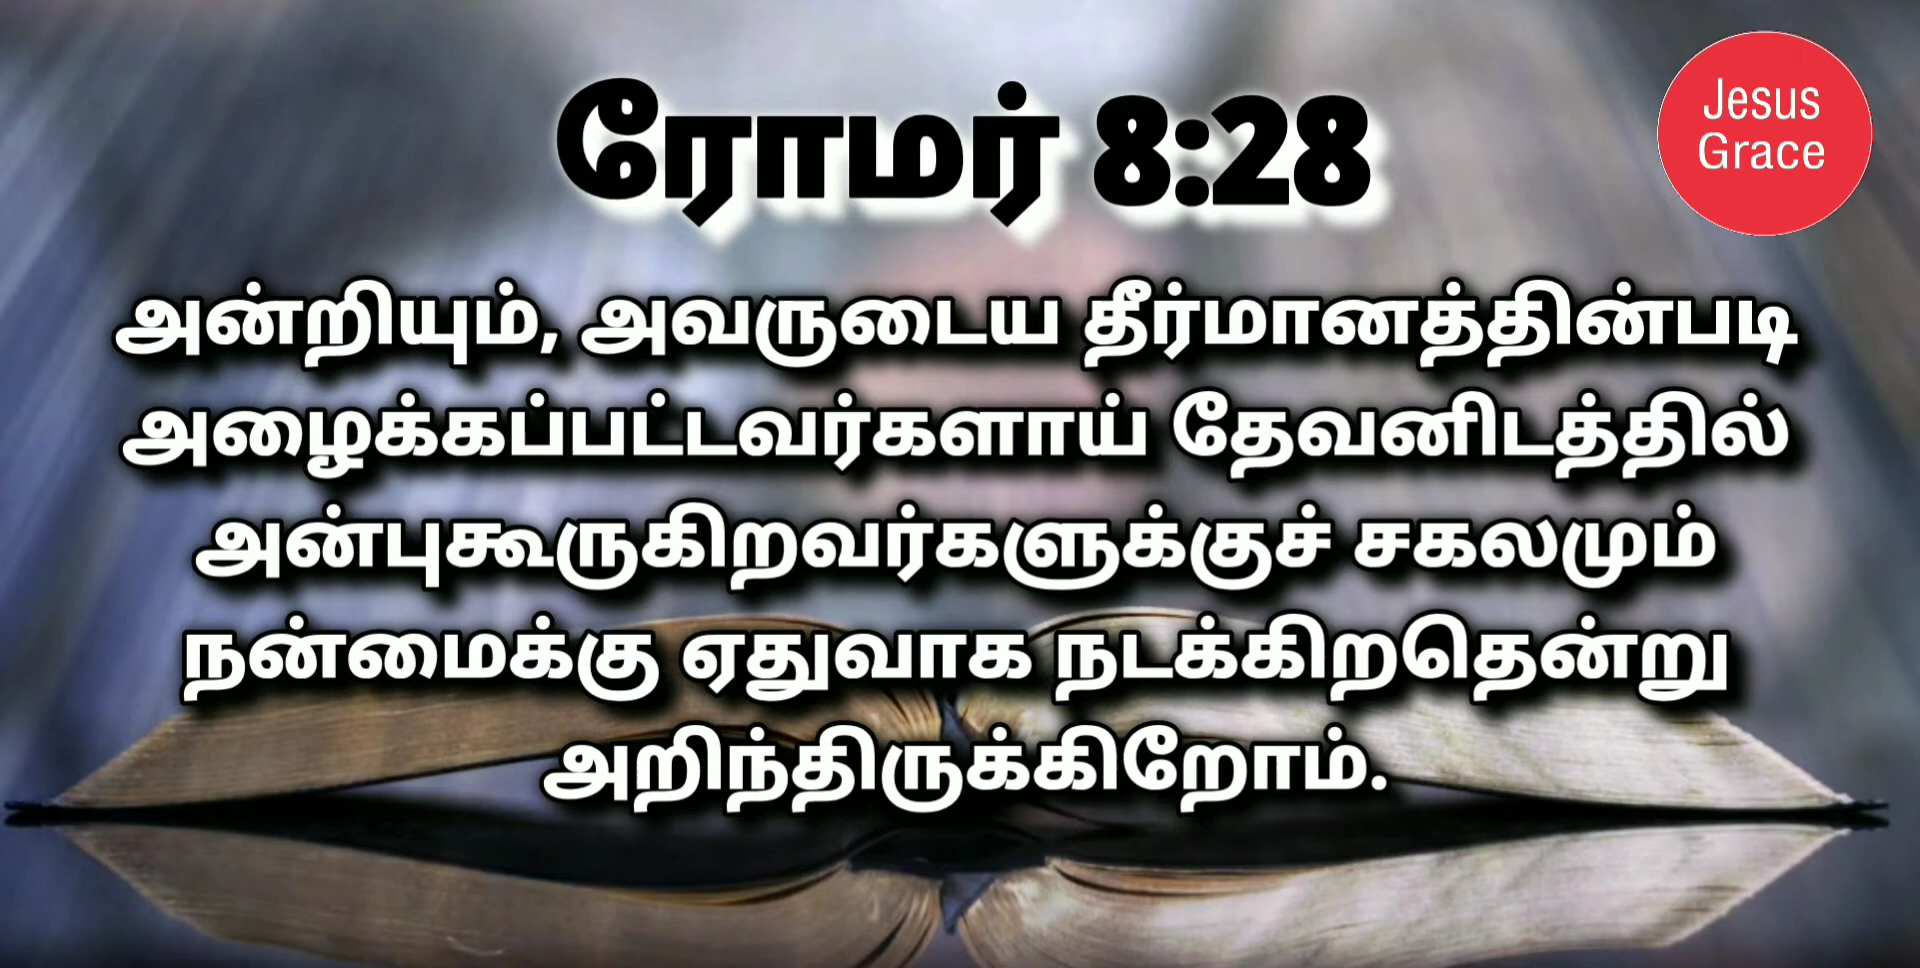 ரோமர் 8:28
Jesus
Grace
அன்றியும், அவருடைய தீர்மானத்தின்படி
அழைக்கப்பட்டவர்களாய் தேவனிடத்தில்
அன்புகூருகிறவர்களுக்குச் சகலமும்
நன்மைக்கு ஏதுவாக நடக்கிறதென்று
அறிந்திருக்கிறோம்.